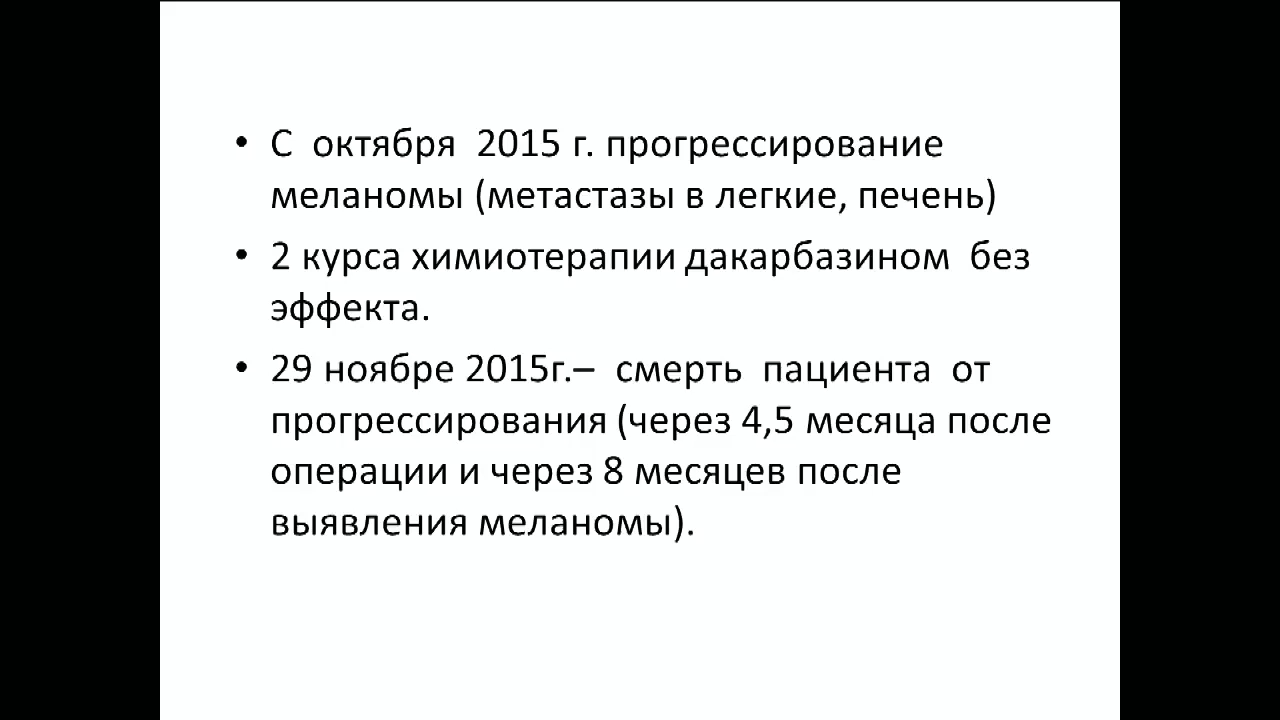 • С октября 2015 г. прогрессирование
меланомы (метастазы в легкие, печень)
• 2 курса химиотерапии дакарбазином без
эффекта.
• 29 ноябре 2015г.– смерть пациента от
прогрессирования (через 4,5 месяца после
операции и через 8 месяцев после
выявления меланомы).